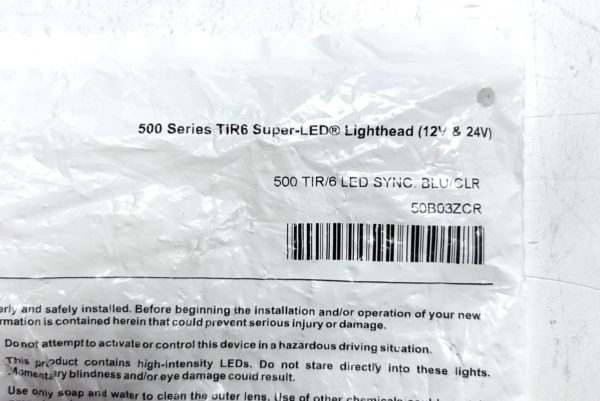 500 Series TIR6 Super-LED® Lighthead (12V & 24V)
500 TIR/6 LED SYNC. BLU/CLR
50B03ZCR
erly and safely installed. Before beginning the installation and/or operation of your new
rmation is contained herein that could prevent serious injury or damage.
Do not attempt to activate or control this device in a hazardous driving situation.
This product contains high-intensity LEDs. Do not stare directly into these lights.
Momentary blindness and/or eye damage could result.
Use only soap and water to clean the outer lens. Use of other chemicals could